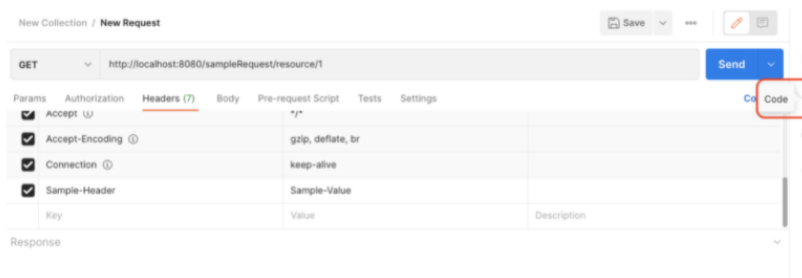 New Collection / New Request Save
GET http://localhost:8080/sampleRequest/resource/1 Send
Params Authorization Headers (7) Body Pre-request Script Tests Settings Co Code
Accept */*
Accept-Encoding gzip, deflate, br
Connection keep-alive
Sample-Header Sample-Value
Key Value Description
Response